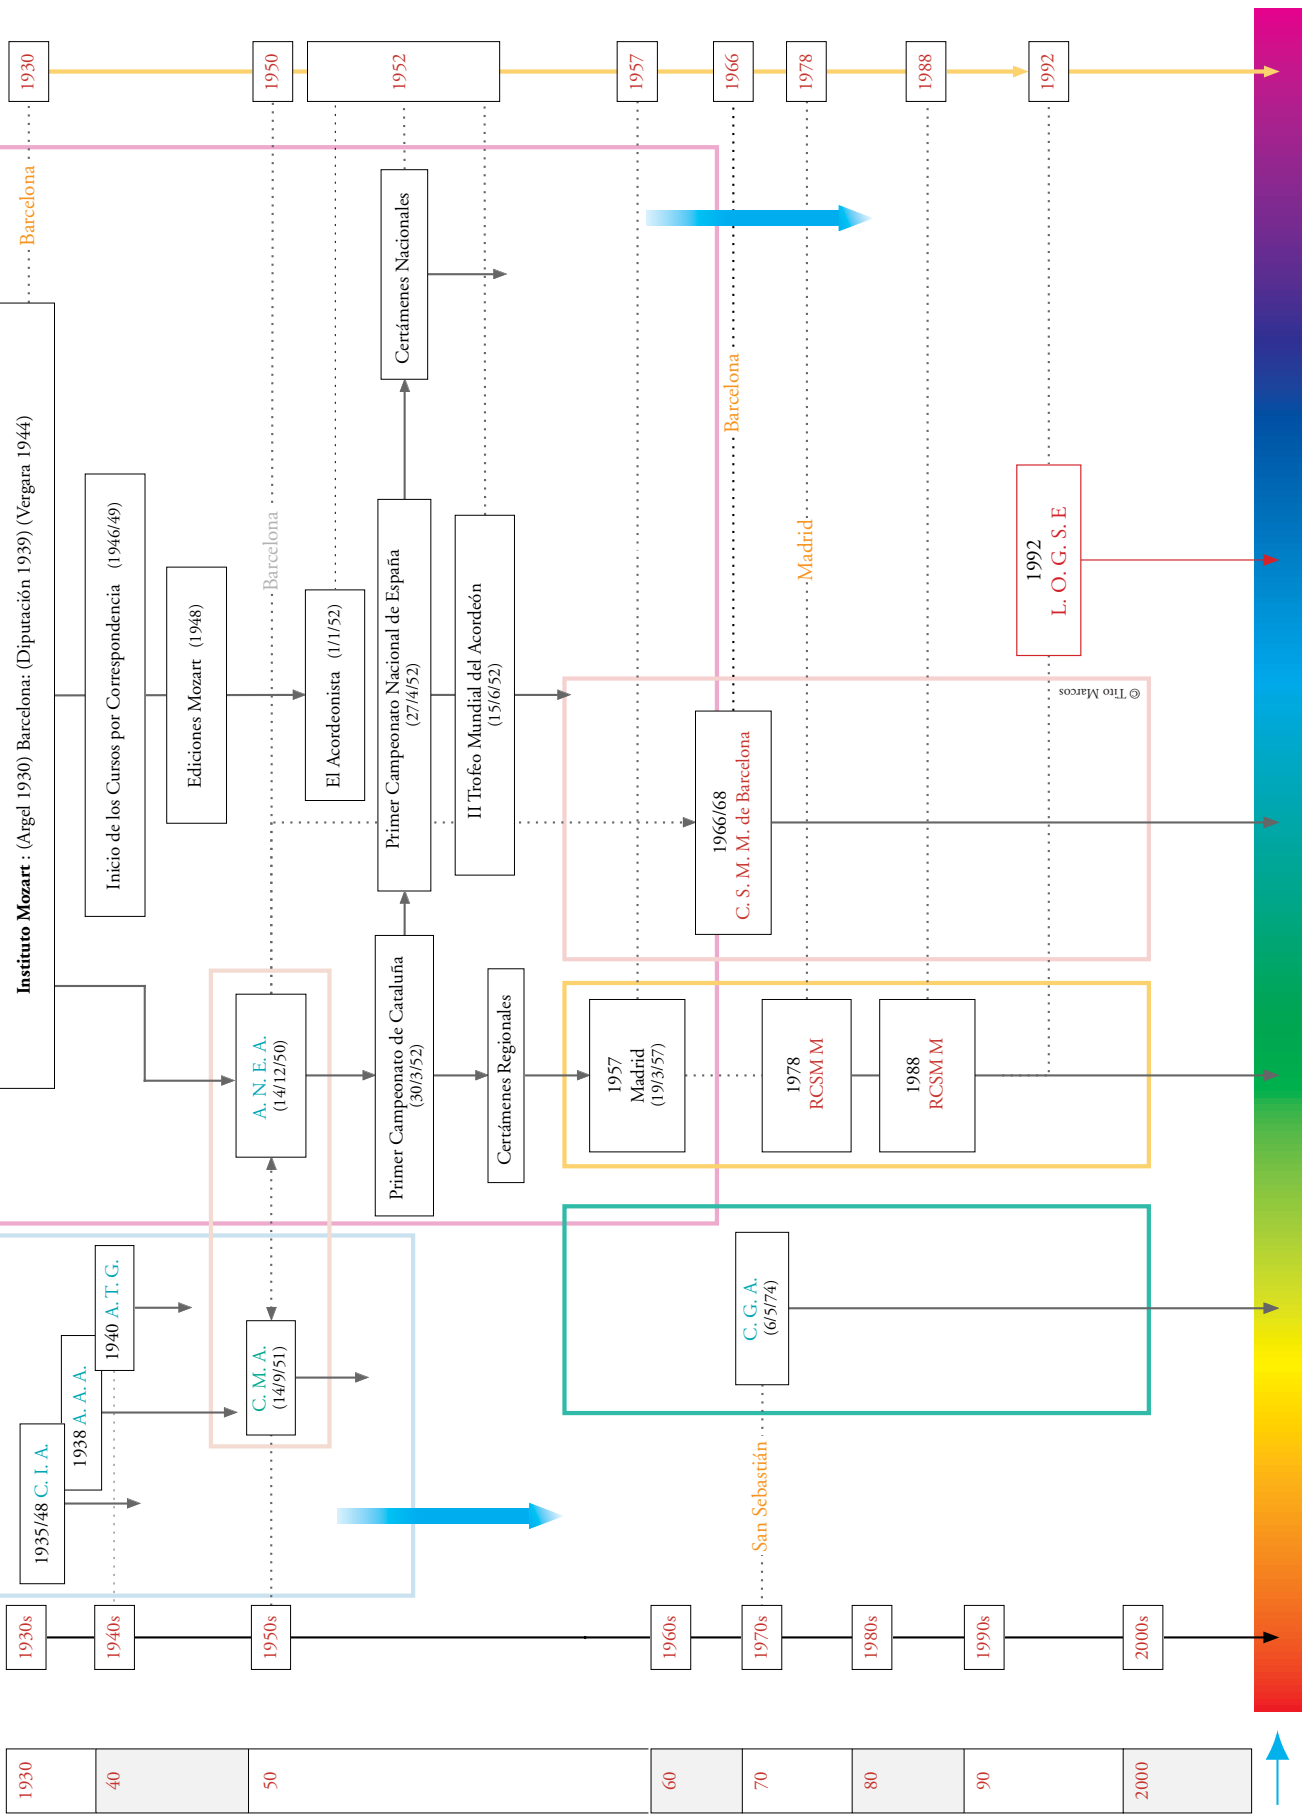 1930
1950
1952
1957
1966
1978
1988
1992
Barcelona
Certámenes Nacionales
Barcelona
Barcelona
Madrid
Instituto Mozart : (Argel 1930) Barcelona: (Diputación 1939) (Vergara 1944)
Inicio de los Cursos por Correspondencia (1946/49)
Ediciones Mozart (1948)
El Acordeonista (1/1/52)
Primer Campeonato Nacional de España
(27/4/52)
II Trofeo Mundial del Acordeón
(15/6/52)
1992
L. O. G. S. E
© Tito Marcos
1966/68
C. S. M. M. de Barcelona
A. N. E. A.
(14/12/50)
Primer Campeonato de Cataluña
(30/3/52)
Certámenes Regionales
1957
Madrid
(19/3/57)
1978
RCSM M
1988
RCSM M
1935/48 C. I. A.
1938 A. A. A.
1940 A. T. G.
C. M. A.
(14/9/51)
C. G. A.
(6/5/74)
San Sebastián
1930s
1940s
1950s
1960s
1970s
1980s
1990s
2000s
1930
40
50
60
70
80
90
2000